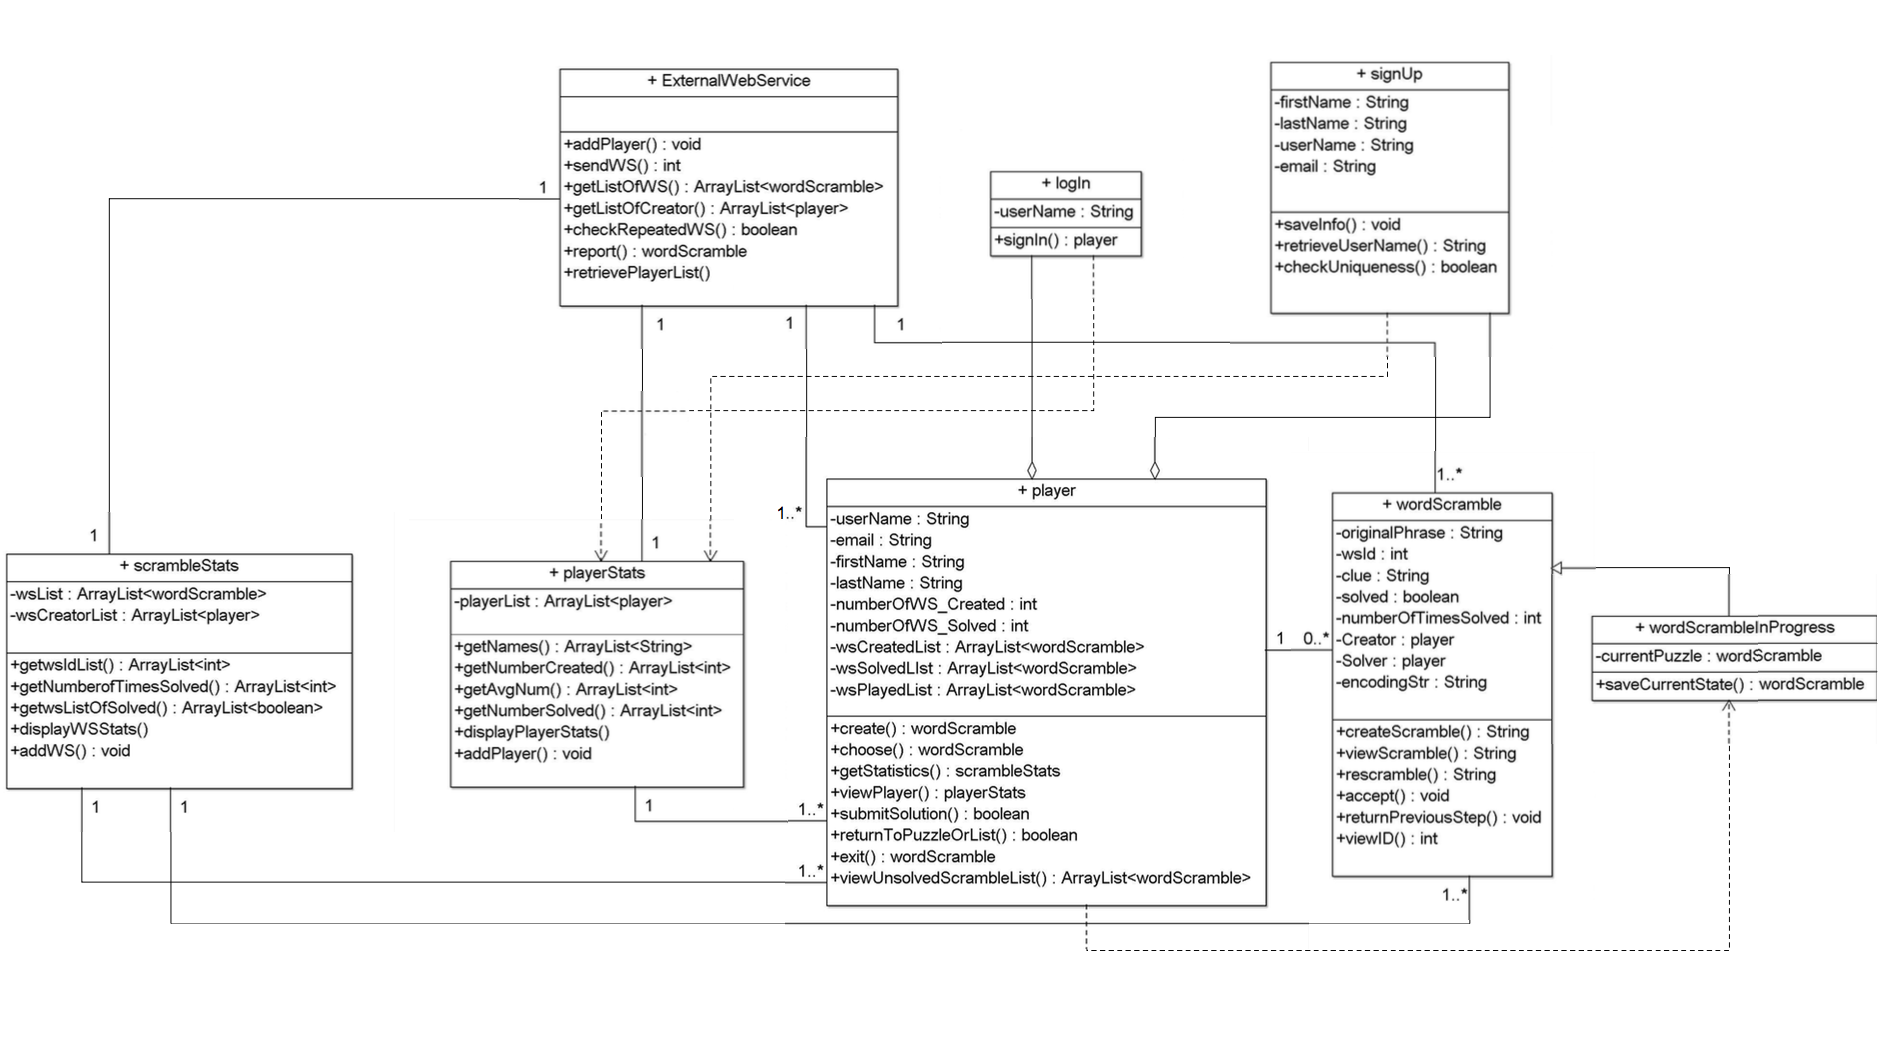 + ExternalWebService
+addPlayer() : void
+sendWS() : int
+getListOfWS() : ArrayList<wordScramble>
+getListOfCreator() : ArrayList<player>
+checkRepeatedWS() : boolean
+report() : wordScramble
+retrievePlayerList()
+ signUp
-firstName : String
-lastName : String
-userName : String
-email : String
+saveInfo() : void
+retrieveUserName() : String
+checkUniqueness() : boolean
+ logIn
-userName : String
+signIn() : player
1
1
1
1
1
1..*
1
1..*
+ scrambleStats
-wsList : ArrayList<wordScramble>
-wsCreatorList : ArrayList<player>
+getwsIdList() : ArrayList<int>
+getNumberofTimesSolved() : ArrayList<int>
+getwsListOfSolved() : ArrayList<boolean>
+displayWSStats()
+addWS() : void
1
1
+ playerStats
-playerList : ArrayList<player>
+getNames() : ArrayList<String>
+getNumberCreated() : ArrayList<int>
+getAvgNum() : ArrayList<int>
+getNumberSolved() : ArrayList<int>
+displayPlayerStats()
+addPlayer() : void
1
1..*
1..*
+ player
-userName : String
-email : String
-firstName : String
-lastName : String
-numberOfWS_Created : int
-numberOfWS_Solved : int
-wsCreatedList : ArrayList<wordScramble>
-wsSolvedLIst : ArrayList<wordScramble>
-wsPlayedList : ArrayList<wordScramble>
+create() : wordScramble
+choose() : wordScramble
+getStatistics() : scrambleStats
+viewPlayer() : playerStats
+submitSolution() : boolean
+returnToPuzzleOrList() : boolean
+exit() : wordScramble
+viewUnsolvedScrambleList() : ArrayList<wordScramble>
1 0..*
+ wordScramble
-originalPhrase : String
-wsId : int
-clue : String
-solved : boolean
-numberOfTimesSolved : int
-Creator : player
-Solver : player
-encodingStr : String
+createScramble() : String
+viewScramble() : String
+rescramble() : String
+accept() : void
+returnPreviousStep() : void
+viewID() : int
1..*
+ wordScrambleInProgress
-currentPuzzle : wordScramble
+saveCurrentState() : wordScramble